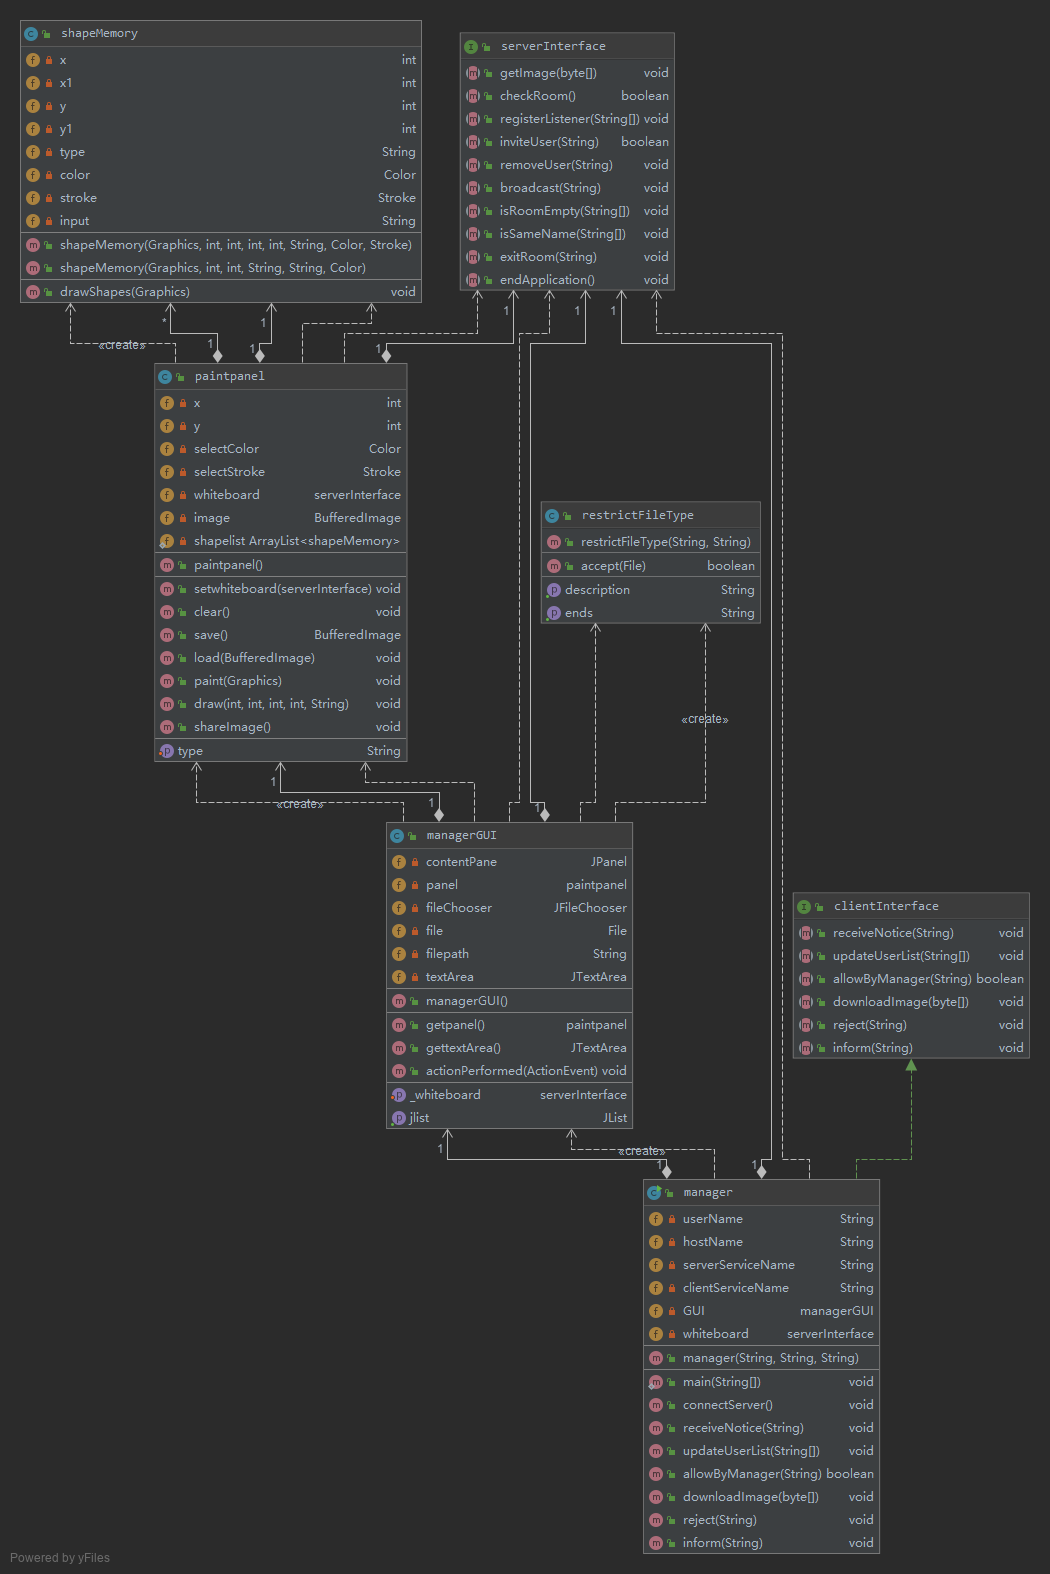 shapeMemory
x int
x1 int
y int
y1 int
type String
color Color
stroke Stroke
input String
shapeMemory(Graphics, int, int, int, int, String, Color, Stroke)
shapeMemory(Graphics, int, int, String, String, Color)
drawShapes(Graphics) void
serverInterface
getImage(byte[]) void
checkRoom() boolean
registerListener(String[]) void
inviteUser(String) boolean
removeUser(String) void
broadcast(String) void
isRoomEmpty(String[]) void
isSameName(String[]) void
exitRoom(String) void
endApplication() void
* 1 1 1 1
1 1 1 1
«create»
paintpanel
x int
y int
selectColor Color
selectStroke Stroke
whiteboard serverInterface
image BufferedImage
shapelist ArrayList<shapeMemory>
paintpanel()
setwhiteboard(serverInterface) void
clear() void
save() BufferedImage
load(BufferedImage) void
paint(Graphics) void
draw(int, int, int, int, String) void
shareImage() void
type String
restrictFileType
restrictFileType(String, String)
accept(File) boolean
description String
ends String
«create»
1
«create»
1 1
managerGUI
contentPane JPanel
panel paintpanel
fileChooser JFileChooser
file File
filepath String
textArea JTextArea
managerGUI()
getpanel() paintpanel
gettextArea() JTextArea
actionPerformed(ActionEvent) void
_whiteboard serverInterface
jlist JList
clientInterface
receiveNotice(String) void
updateUserList(String[]) void
allowByManager(String) boolean
downloadImage(byte[]) void
reject(String) void
inform(String) void
1 «create»
1 1
manager
userName String
hostName String
serverServiceName String
clientServiceName String
GUI managerGUI
whiteboard serverInterface
manager(String, String, String)
main(String[]) void
connectServer() void
receiveNotice(String) void
updateUserList(String[]) void
allowByManager(String) boolean
downloadImage(byte[]) void
reject(String) void
inform(String) void
Powered by yFiles